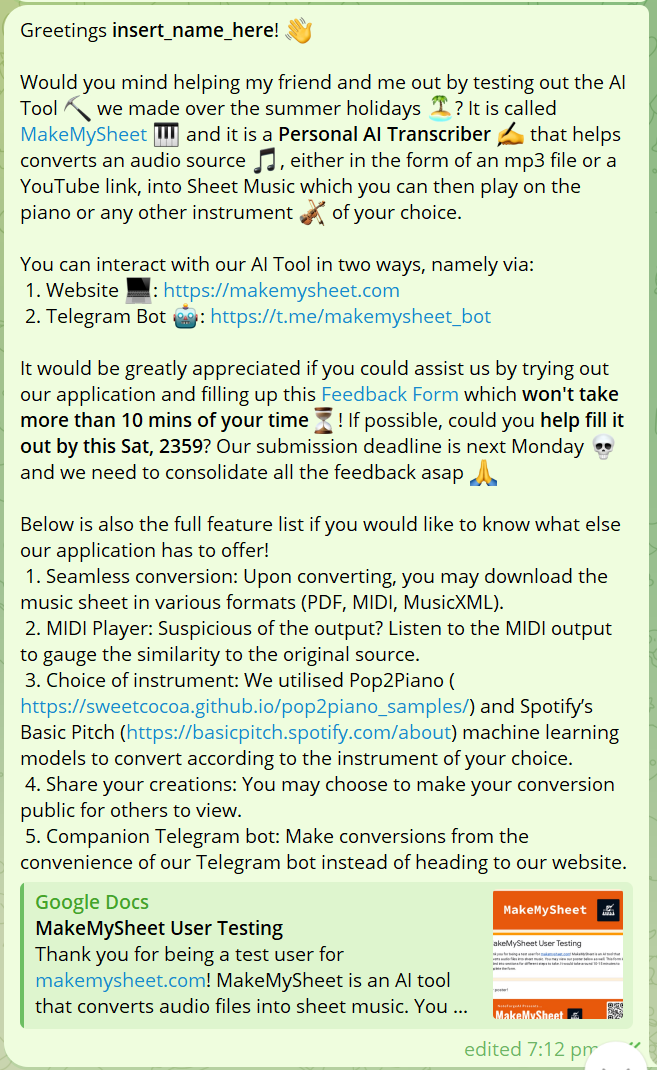 Greetings insert_name_here! 👋
Would you mind helping my friend and me out by testing out the AI
Tool ⛏️ we made over the summer holidays 🏝️? It is called
MakeMySheet 🎹 and it is a Personal AI Transcriber ✍️ that helps
converts an audio source 🎵, either in the form of an mp3 file or a
YouTube link, into Sheet Music which you can then play on the
piano or any other instrument 🎻 of your choice.
You can interact with our AI Tool in two ways, namely via:
1. Website 💻: https://makemysheet.com
2. Telegram Bot 🤖: https://t.me/makemysheet_bot
It would be greatly appreciated if you could assist us by trying out
our application and filling up this Feedback Form which won't take
more than 10 mins of your time⏳! If possible, could you help fill it
out by this Sat, 2359? Our submission deadline is next Monday 💀
and we need to consolidate all the feedback asap 🙏
Below is also the full feature list if you would like to know what else
our application has to offer!
1. Seamless conversion: Upon converting, you may download the
music sheet in various formats (PDF, MIDI, MusicXML).
2. MIDI Player: Suspicious of the output? Listen to the MIDI output
to gauge the similarity to the original source.
3. Choice of instrument: We utilised Pop2Piano (
https://sweetcocoa.github.io/pop2piano_samples/) and Spotify's
Basic Pitch (https://basicpitch.spotify.com/about) machine learning
models to convert according to the instrument of your choice.
4. Share your creations: You may choose to make your conversion
public for others to view.
5. Companion Telegram bot: Make conversions from the
convenience of our Telegram bot instead of heading to our website.
Google Docs
MakeMySheet User Testing
Thank you for being a test user for
makemysheet.com! MakeMySheet is an AI tool
that converts audio files into sheet music. You ...
MakeMySheet
akeMySheet User Testing
MakeMySheet
edited 7:12 pm